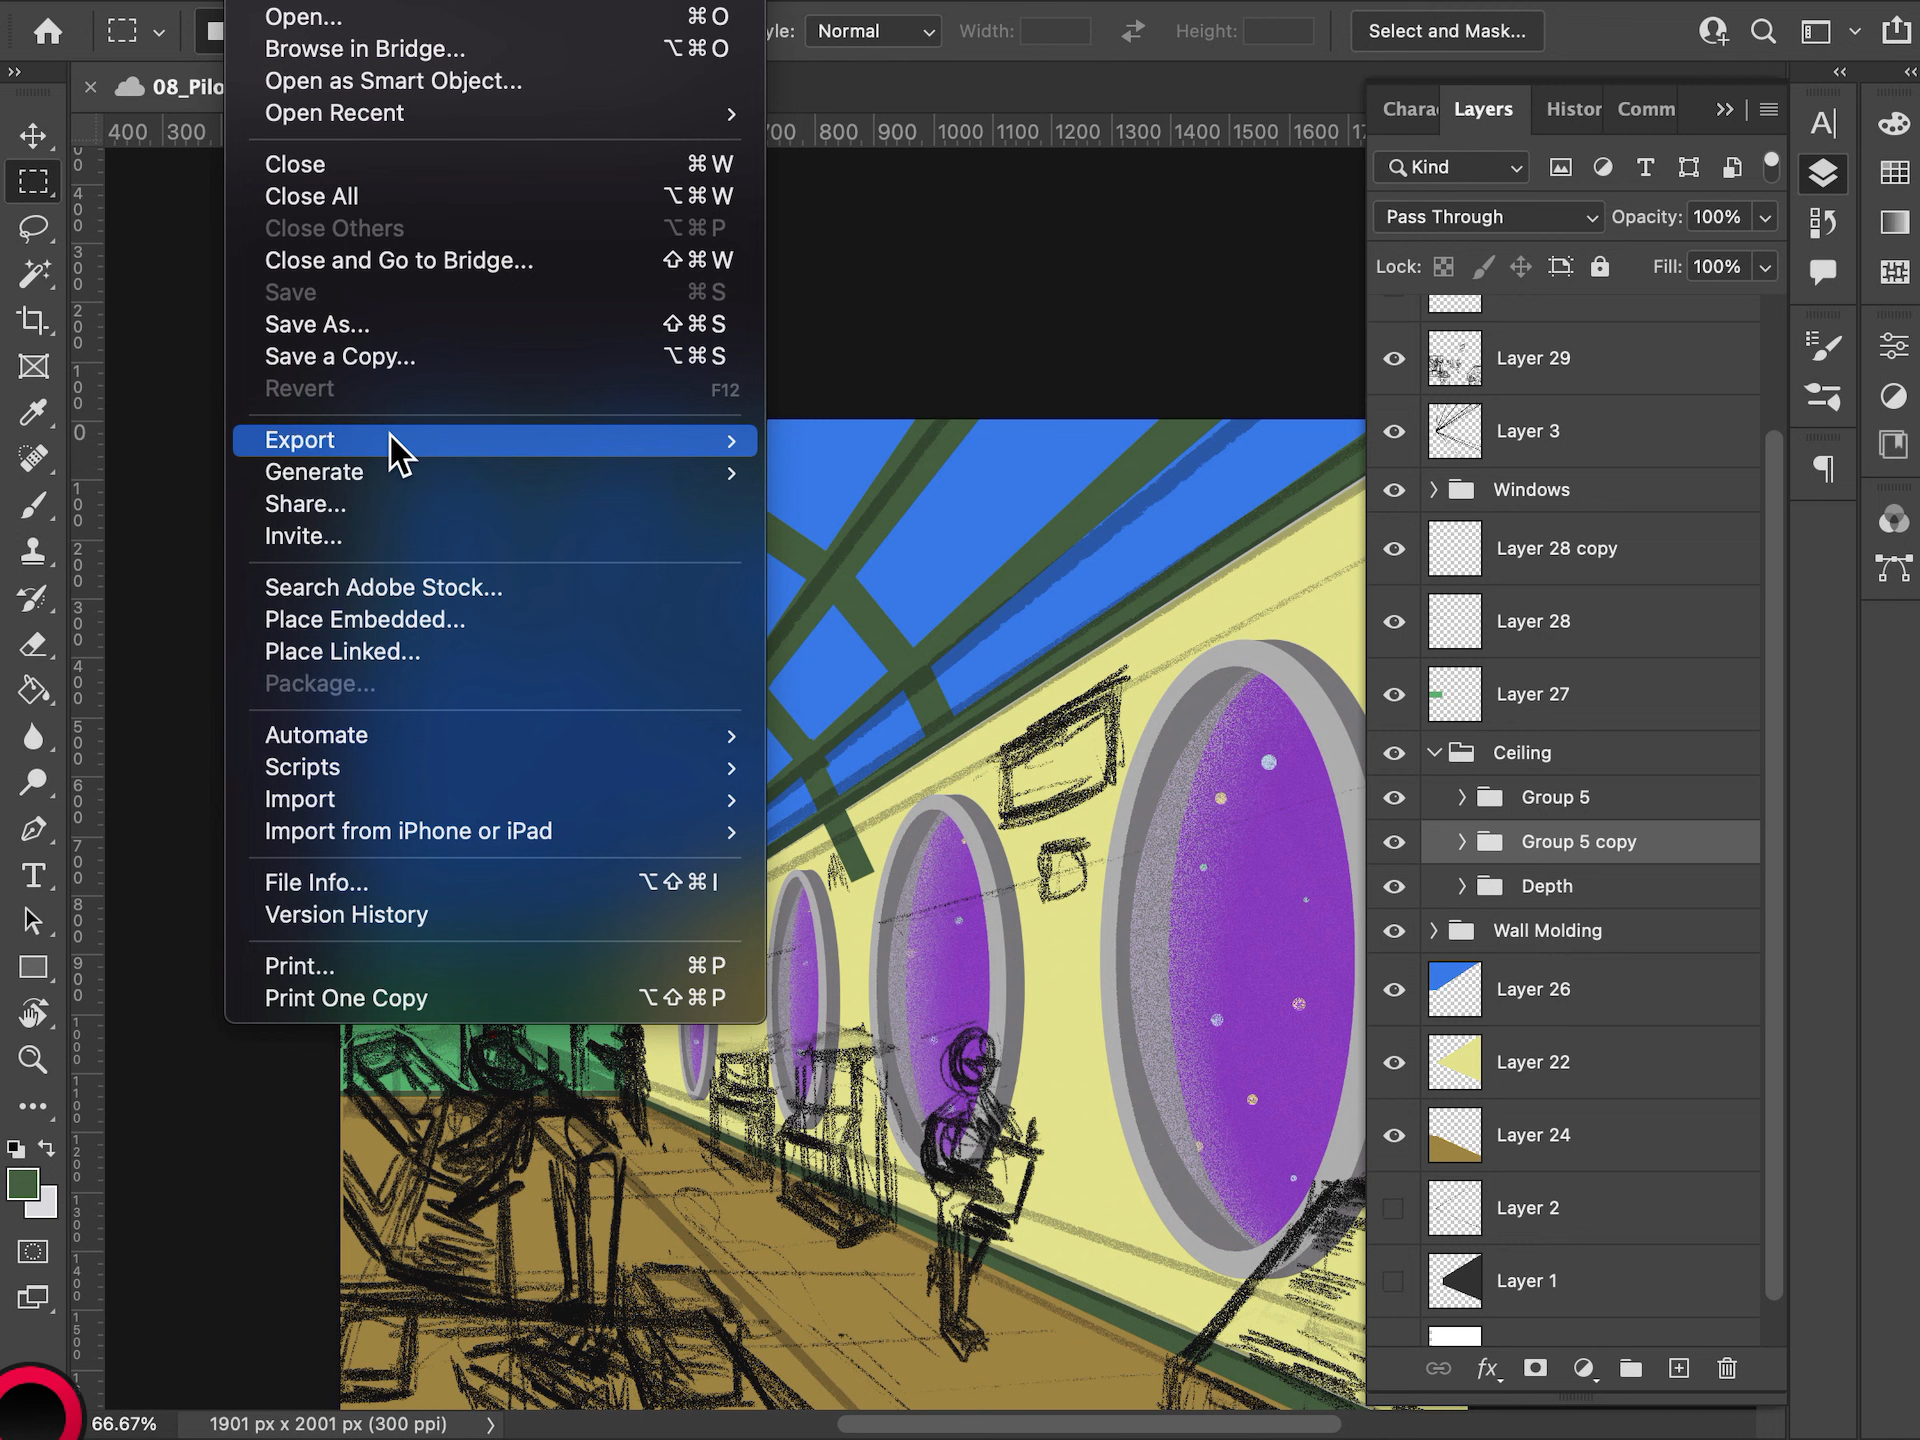 yle: Normal Width: Height: Select and Mask...
08_Pilo
400 300 700 800 900 1000 1100 1200 1300 1400 1500 1600
Open... ⌘O
Browse in Bridge... ⌥⌘O
Open as Smart Object...
Open Recent
Close ⌘W
Close All ⌥⌘W
Close Others ⌥⌘P
Close and Go to Bridge... ⇧⌘W
Save ⌘S
Save As... ⇧⌘S
Save a Copy... ⌥⌘S
Revert F12
Export
Generate
Share...
Invite...
Search Adobe Stock...
Place Embedded...
Place Linked...
Package...
Automate
Scripts
Import
Import from iPhone or iPad
File Info... ⌥⇧⌘I
Version History
Print... ⌘P
Print One Copy ⌥⇧⌘P
Chara Layers Histor Comm
Kind
Pass Through Opacity: 100%
Lock: Fill: 100%
Layer 29
Layer 3
Windows
Layer 28 copy
Layer 28
Layer 27
Ceiling
Group 5
Group 5 copy
Depth
Wall Molding
Layer 26
Layer 22
Layer 24
Layer 2
Layer 1
fx
66.67% 1901 px x 2001 px (300 ppi)